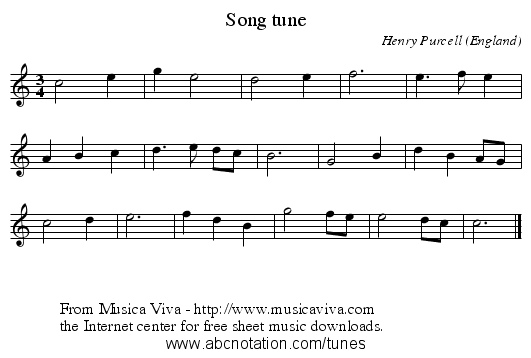 Song tune
Henry Purcell (England)
3
4
From Musica Viva - http://www.musicaviva.com
the Internet center for free sheet music downloads.
www.abcnotation.com/tunes